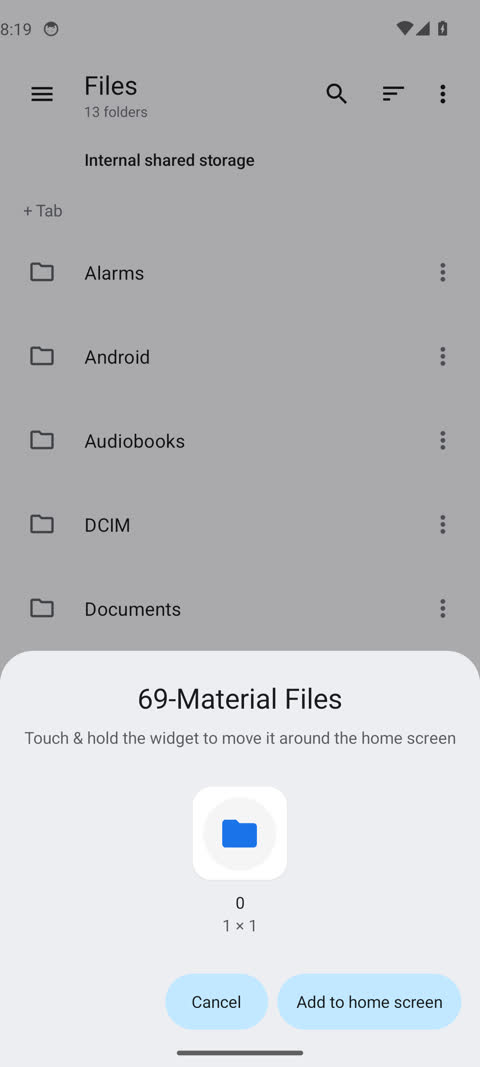 8:19
Files
13 folders
Internal shared storage
+ Tab
Alarms
Android
Audiobooks
DCIM
Documents
69-Material Files
Touch & hold the widget to move it around the home screen
0
1 × 1
Cancel
Add to home screen